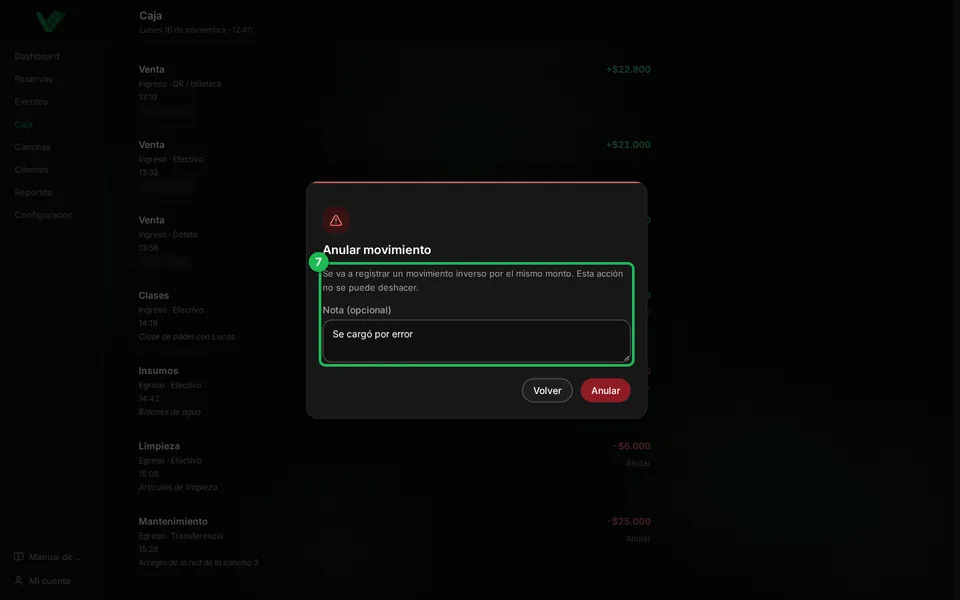 Caja
Lunes 16 de noviembre · 12:40
Dashboard
Reservas
Eventos
Caja
Canchas
Clientes
Reportes
Configuración
Venta
+$22.800
Ingreso · QR / billetera
13:10
Venta
+$21.000
Ingreso · Efectivo
13:33
Venta
Ingreso · Débito
13:56
Clases
Ingreso · Efectivo
14:19
Clase de pádel con Lucas
Insumos
Egreso · Efectivo
14:42
Bidones de agua
Limpieza
-$6.000
Egreso · Efectivo
Anular
15:05
Artículos de limpieza
Mantenimiento
-$25.000
Egreso · Transferencia
Anular
15:28
Arreglo de la red de la cancha 3
Anular movimiento
7
Se va a registrar un movimiento inverso por el mismo monto. Esta acción
no se puede deshacer.
Nota (opcional)
Se cargó por error
Volver
Anular
Manual de ...
Mi cuenta